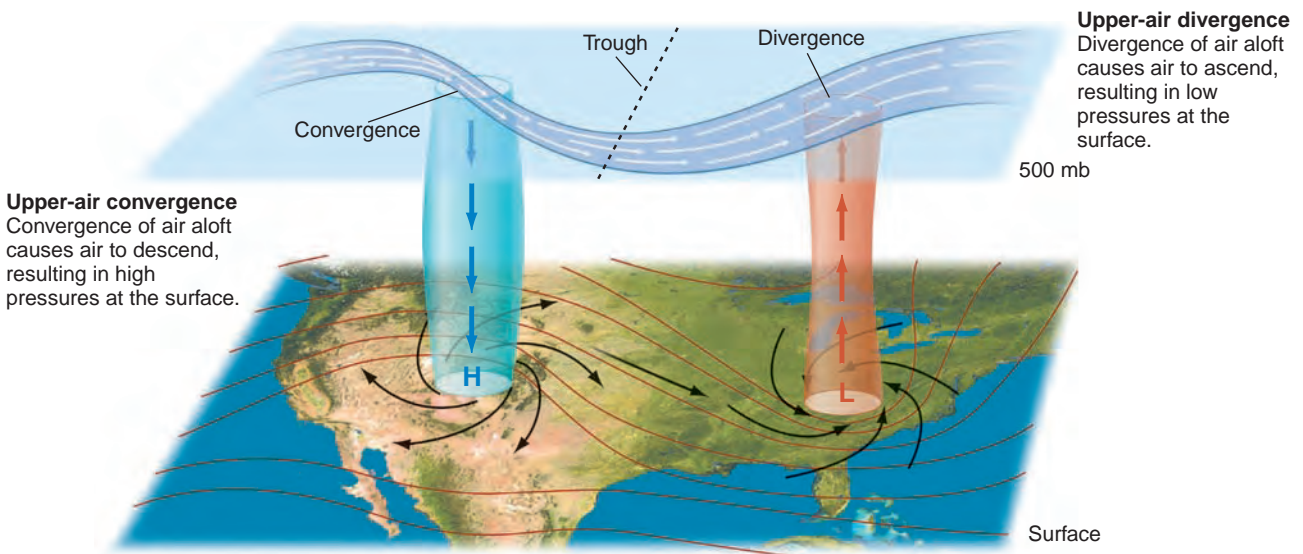 Upper-air divergence
Divergence of air aloft
causes air to ascend,
resulting in low
pressures at the
surface.
Trough
Divergence
Convergence
500 mb
Upper-air convergence
Convergence of air aloft
causes air to descend,
resulting in high
pressures at the surface.
H
L
Surface